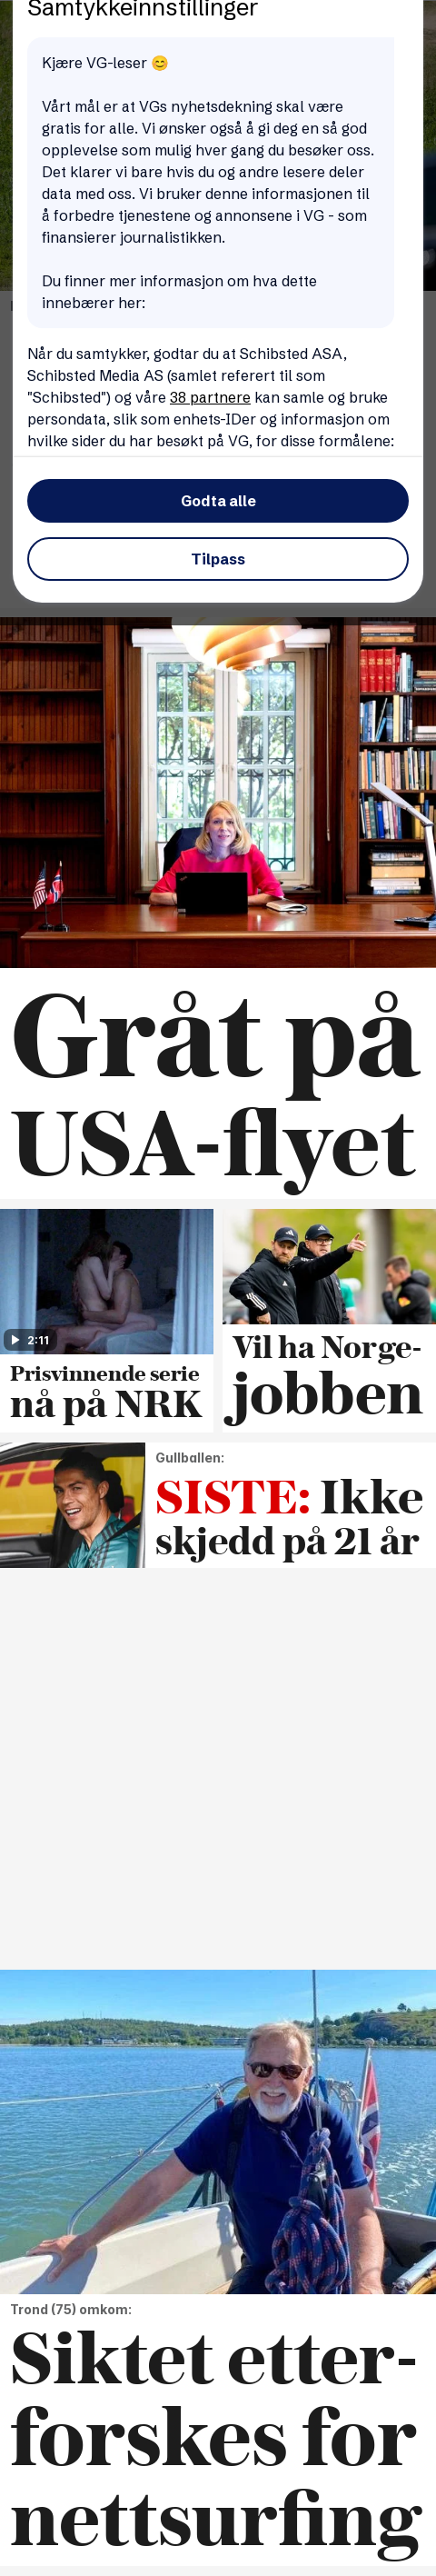 Samtykkeinnstillinger
Kjære VG-leser 😊
Vårt mål er at VGs nyhetsdekning skal være
gratis for alle. Vi ønsker også å gi deg en så god
opplevelse som mulig hver gang du besøker oss.
Det klarer vi bare hvis du og andre lesere deler
data med oss. Vi bruker denne informasjonen til
å forbedre tjenestene og annonsene i VG - som
finansierer journalistikken.
Du finner mer informasjon om hva dette
innebærer her:
Når du samtykker, godtar du at Schibsted ASA,
Schibsted Media AS (samlet referert til som
"Schibsted") og våre 38 partnere kan samle og bruke
persondata, slik som enhets-IDer og informasjon om
hvilke sider du har besøkt på VG, for disse formålene:
Godta alle
Tilpass
Gråt på
USA-flyet
2:11
Prisvinnende serie
nå på NRK
Vil ha Norge-
jobben
Gullballen:
SISTE: Ikke
skjedd på 21 år
Trond (75) omkom:
Siktet etter-
forskes for
nettsurfing